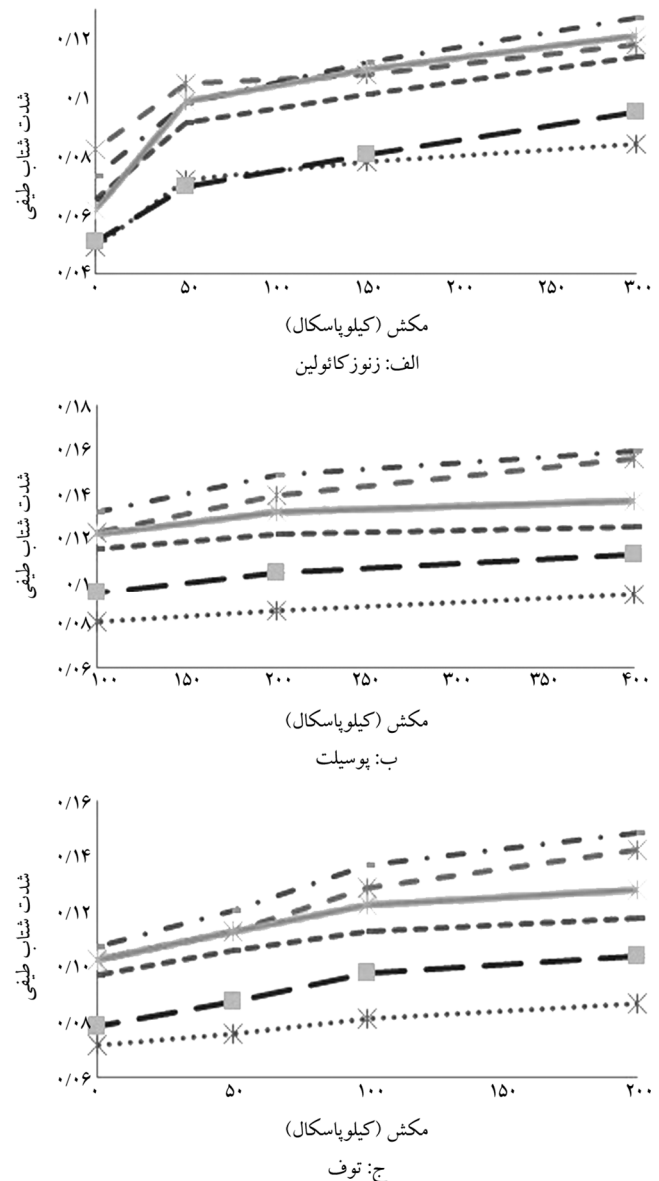 ۰/۱۲
۰/۱
۰/۰۸
۰/۰۶
۰/۰۴
شدت شتاب طیفی
۰ ۵۰ ۱۰۰ ۱۵۰ ۲۰۰ ۲۵۰ ۳۰۰
مکش (کیلوپاسکال)
الف: زنوز کائولین
۰/۱۸
۰/۱۶
۰/۱۴
۰/۱۲
۰/۱
۰/۰۸
۰/۰۶
شدت شتاب طیفی
۱۰۰ ۱۵۰ ۲۰۰ ۲۵۰ ۳۰۰ ۳۵۰ ۴۰۰
مکش (کیلوپاسکال)
ب: پوسیلت
۰/۱۶
۰/۱۴
۰/۱۲
۰/۱۰
۰/۰۸
۰/۰۶
شدت شتاب طیفی
۰ ۵۰ ۱۰۰ ۱۵۰ ۲۰۰
مکش (کیلوپاسکال)
ج: توف